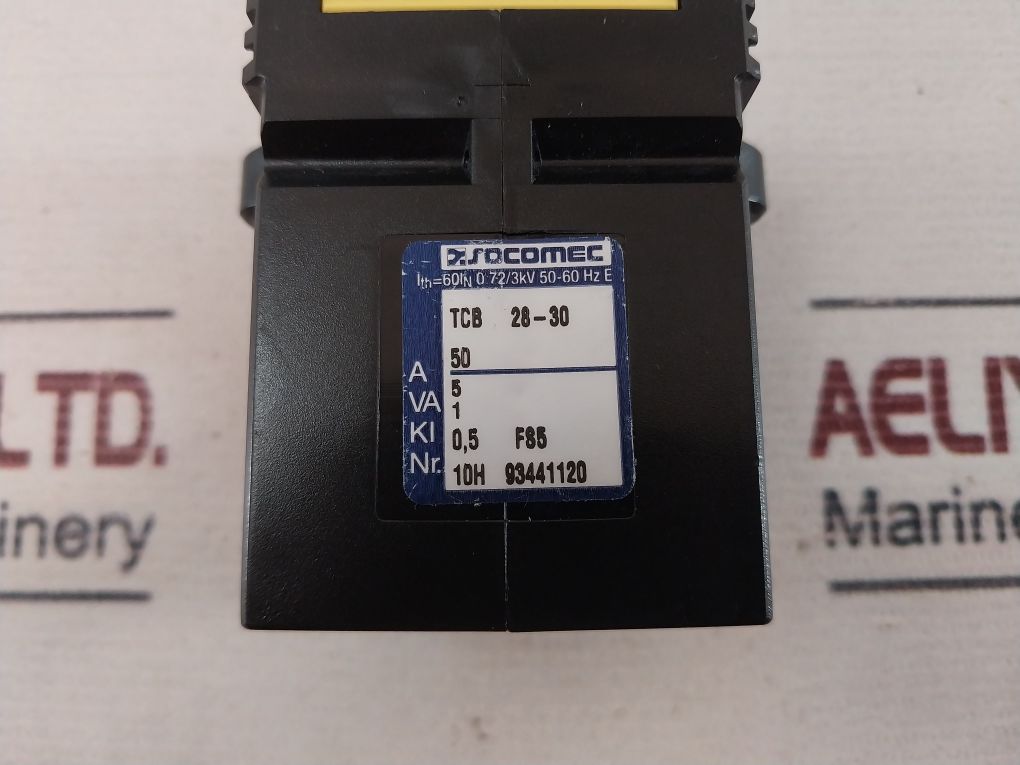 SOCOMEC
Ith=60IN 0.72/3kV 50-60 Hz E
TCB 28-30
A 50
5
VA 1
Kl 0,5 FS5
Nr. 10H 93441120
LTD.
inery
AELIY
Marine